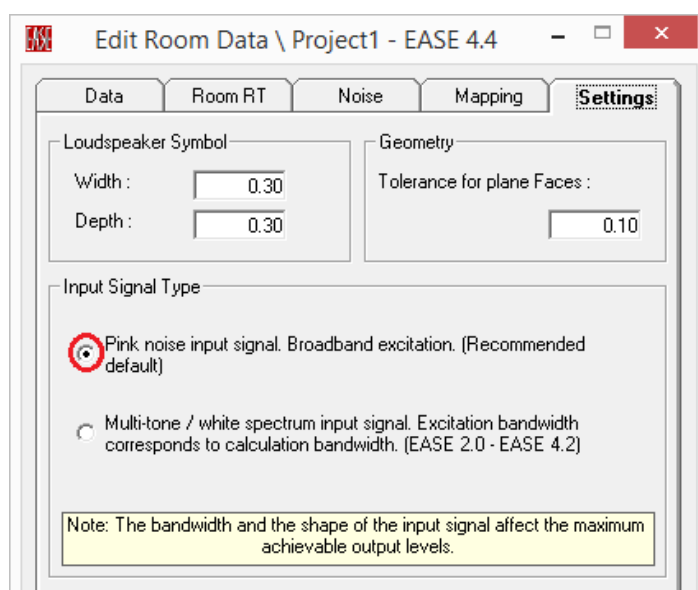 EASE
Edit Room Data \ Project1 - EASE 4.4
Data
Room RT
Noise
Mapping
Settings
Loudspeaker Symbol
Width :
0.30
Depth :
0.30
Geometry
Tolerance for plane Faces :
0.10
Input Signal Type
Pink noise input signal. Broadband excitation. (Recommended
default)
Multi-tone / white spectrum input signal. Excitation bandwidth
corresponds to calculation bandwidth. (EASE 2.0 - EASE 4.2)
Note: The bandwidth and the shape of the input signal affect the maximum
achievable output levels.